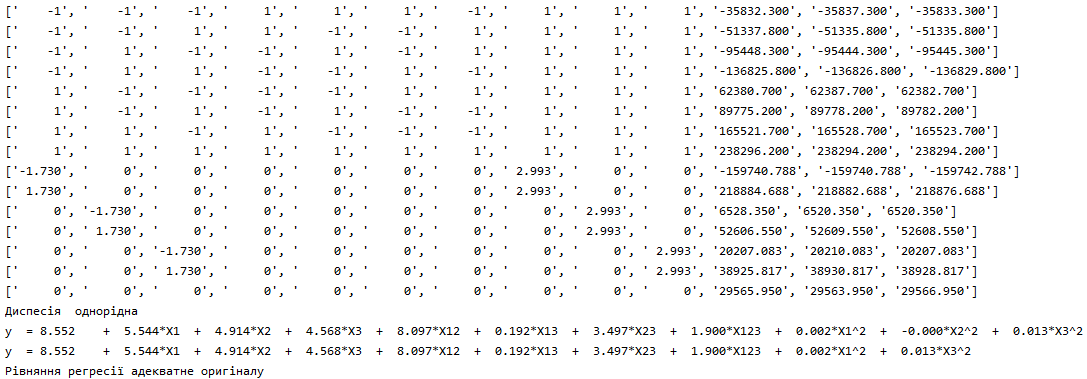 ['    -1', '    -1', '    -1', '     1', '     1', '     1', '    -1', '     1', '     1', '     1', '-35832.300', '-35837.300', '-35833.300']
['    -1', '    -1', '     1', '     1', '    -1', '    -1', '     1', '     1', '     1', '     1', '-51337.800', '-51335.800', '-51335.800']
['    -1', '     1', '    -1', '    -1', '     1', '    -1', '     1', '     1', '     1', '     1', '-95448.300', '-95444.300', '-95445.300']
['    -1', '     1', '     1', '    -1', '    -1', '     1', '    -1', '     1', '     1', '     1', '-136825.800', '-136826.800', '-136829.800']
['     1', '    -1', '    -1', '    -1', '    -1', '     1', '     1', '     1', '     1', '     1', '62380.700', '62387.700', '62382.700']
['     1', '    -1', '     1', '    -1', '     1', '    -1', '    -1', '     1', '     1', '     1', '89775.200', '89778.200', '89782.200']
['     1', '     1', '    -1', '     1', '    -1', '    -1', '    -1', '     1', '     1', '     1', '165521.700', '165528.700', '165523.700']
['     1', '     1', '     1', '     1', '     1', '     1', '     1', '     1', '     1', '     1', '238296.200', '238294.200', '238294.200']
['-1.730', '     0', '     0', '     0', '     0', '     0', '     0', ' 2.993', '     0', '     0', '-159740.788', '-159740.788', '-159742.788']
[' 1.730', '     0', '     0', '     0', '     0', '     0', '     0', ' 2.993', '     0', '     0', '218884.688', '218882.688', '218876.688']
['     0', '-1.730', '     0', '     0', '     0', '     0', '     0', '     0', ' 2.993', '     0', '6528.350', '6520.350', '6520.350']
['     0', ' 1.730', '     0', '     0', '     0', '     0', '     0', '     0', ' 2.993', '     0', '52606.550', '52609.550', '52608.550']
['     0', '     0', '-1.730', '     0', '     0', '     0', '     0', '     0', '     0', ' 2.993', '20207.083', '20210.083', '20207.083']
['     0', '     0', ' 1.730', '     0', '     0', '     0', '     0', '     0', '     0', ' 2.993', '38925.817', '38930.817', '38928.817']
['     0', '     0', '     0', '     0', '     0', '     0', '     0', '     0', '     0', '     0', '29565.950', '29563.950', '29566.950']
Диспесія  однорідна
y  = 8.552    +  5.544*X1  +  4.914*X2  +  4.568*X3  +  8.097*X12  +  0.192*X13  +  3.497*X23  +  1.900*X123  +  0.002*X1^2  +  -0.000*X2^2  +  0.013*X3^2
y  = 8.552    +  5.544*X1  +  4.914*X2  +  4.568*X3  +  8.097*X12  +  0.192*X13  +  3.497*X23  +  1.900*X123  +  0.002*X1^2  +  0.013*X3^2
Рівняння регресії адекватне оригіналу